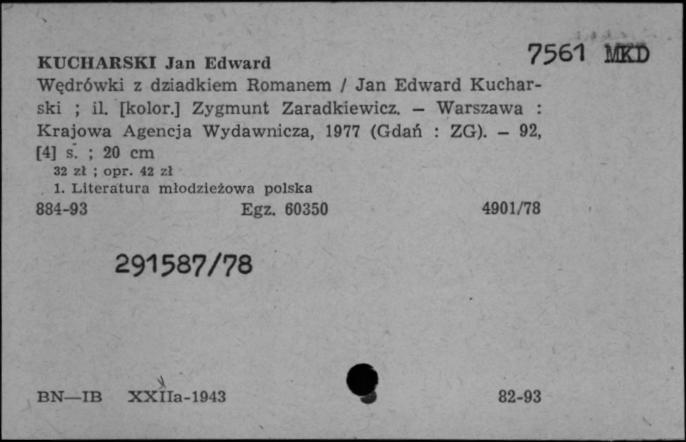 7561 MKD
KUCHARSKI Jan Edward
Wędrówki z dziadkiem Romanem / Jan Edward Kuchar-
ski ; il. [kolor.] Zygmunt Zaradkiewicz. — Warszawa :
Krajowa Agencja Wydawnicza, 1977 (Gdań : ZG). — 92,
[4] s. ; 20 cm
32 zł ; opr. 42 zł
1. Literatura młodzieżowa polska
884-93 Egz. 60350 4901/78
291587/78
BN—IB XXIIa-1943 82-93